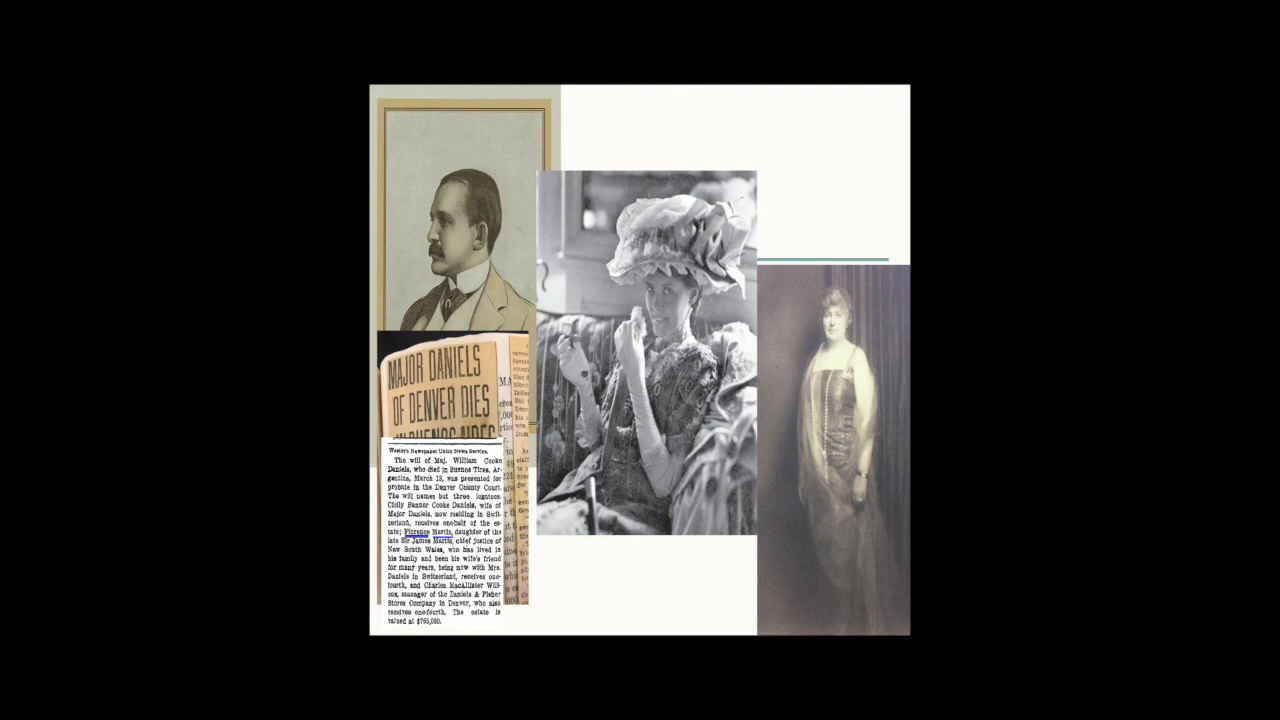 MAJOR DANIELS
OF DENVER DIES
IN BUENOS AIRES
Western Newspaper Union News Service.
The will of Maj. William Cooke
Daniels, who died in Buenos Tires, Ar-
gentina, March 18, was presented for
probate in the Denver County Court.
The will names but three legatees.
Cicily Banner Cooke Daniels, wife of
Major Daniels, now residing in Swit-
zerland, receives one-half of the es-
tate; Florence Martin, daughter of the
late Sir James Martin, chief justice of
New South Wales, who has lived in
his family and been his wife's friend
for many years, being now with Mrs.
Daniels in Switzerland, receives one-
fourth, and Charles MacAllister Will-
cox, manager of the Daniels & Fisher
Stores Company in Denver, who also
receives one-fourth. The estate is
valued at $765,000.